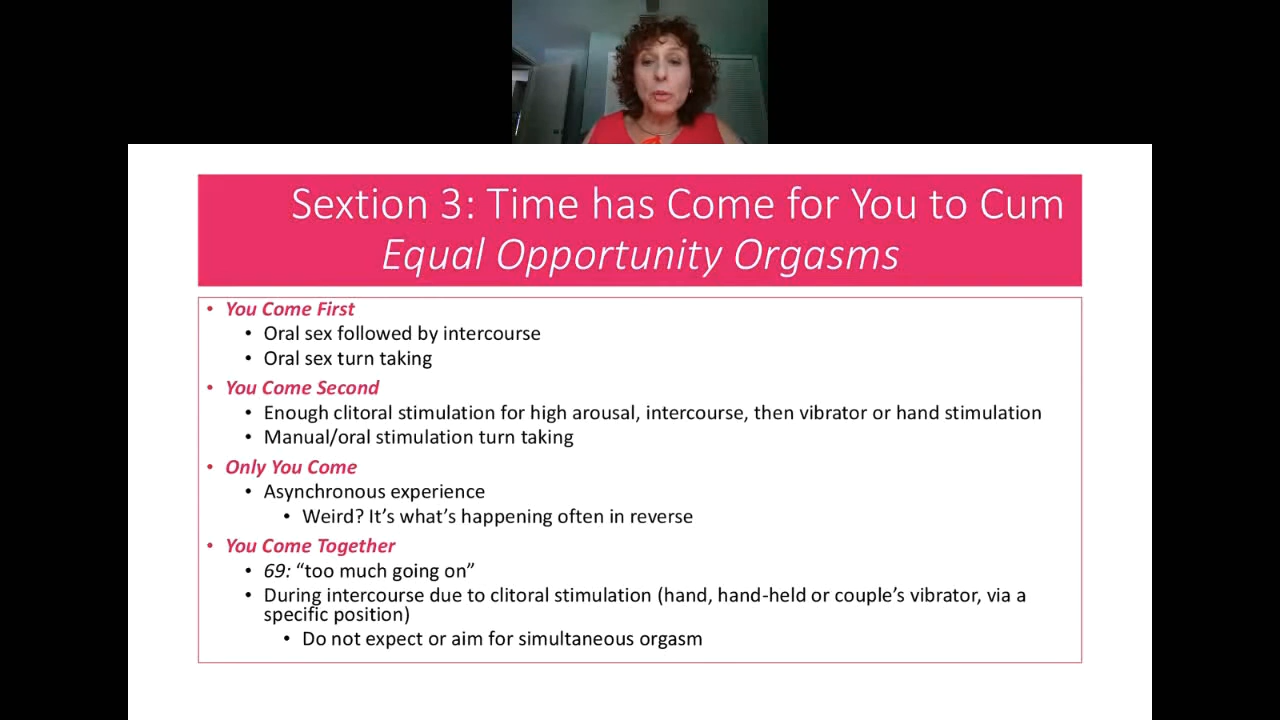 Sextion 3: Time has Come for You to Cum
Equal Opportunity Orgasms
• You Come First
• Oral sex followed by intercourse
• Oral sex turn taking
• You Come Second
• Enough clitoral stimulation for high arousal, intercourse, then vibrator or hand stimulation
• Manual/oral stimulation turn taking
• Only You Come
• Asynchronous experience
• Weird? It’s what’s happening often in reverse
• You Come Together
• 69: “too much going on”
• During intercourse due to clitoral stimulation (hand, hand-held or couple’s vibrator, via a
specific position)
• Do not expect or aim for simultaneous orgasm